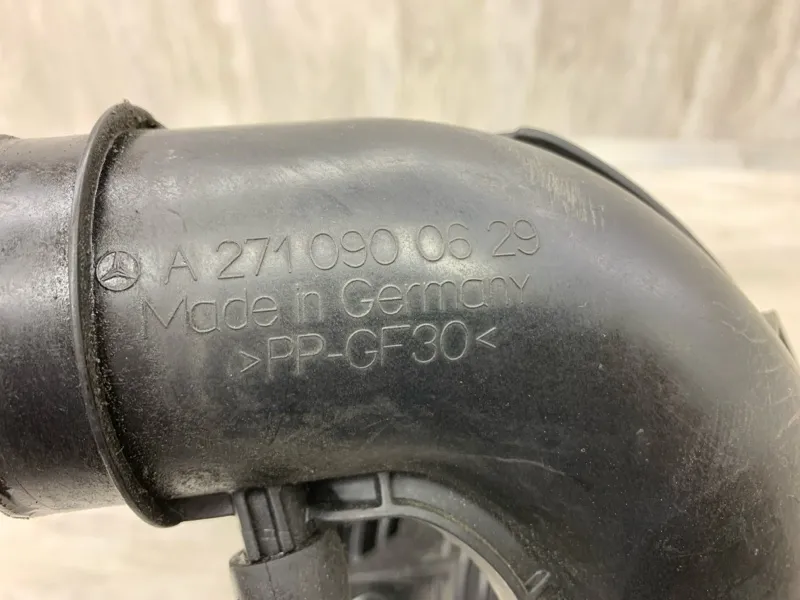 A 271 090 06 29
Made in Germany
>PP-GF30<